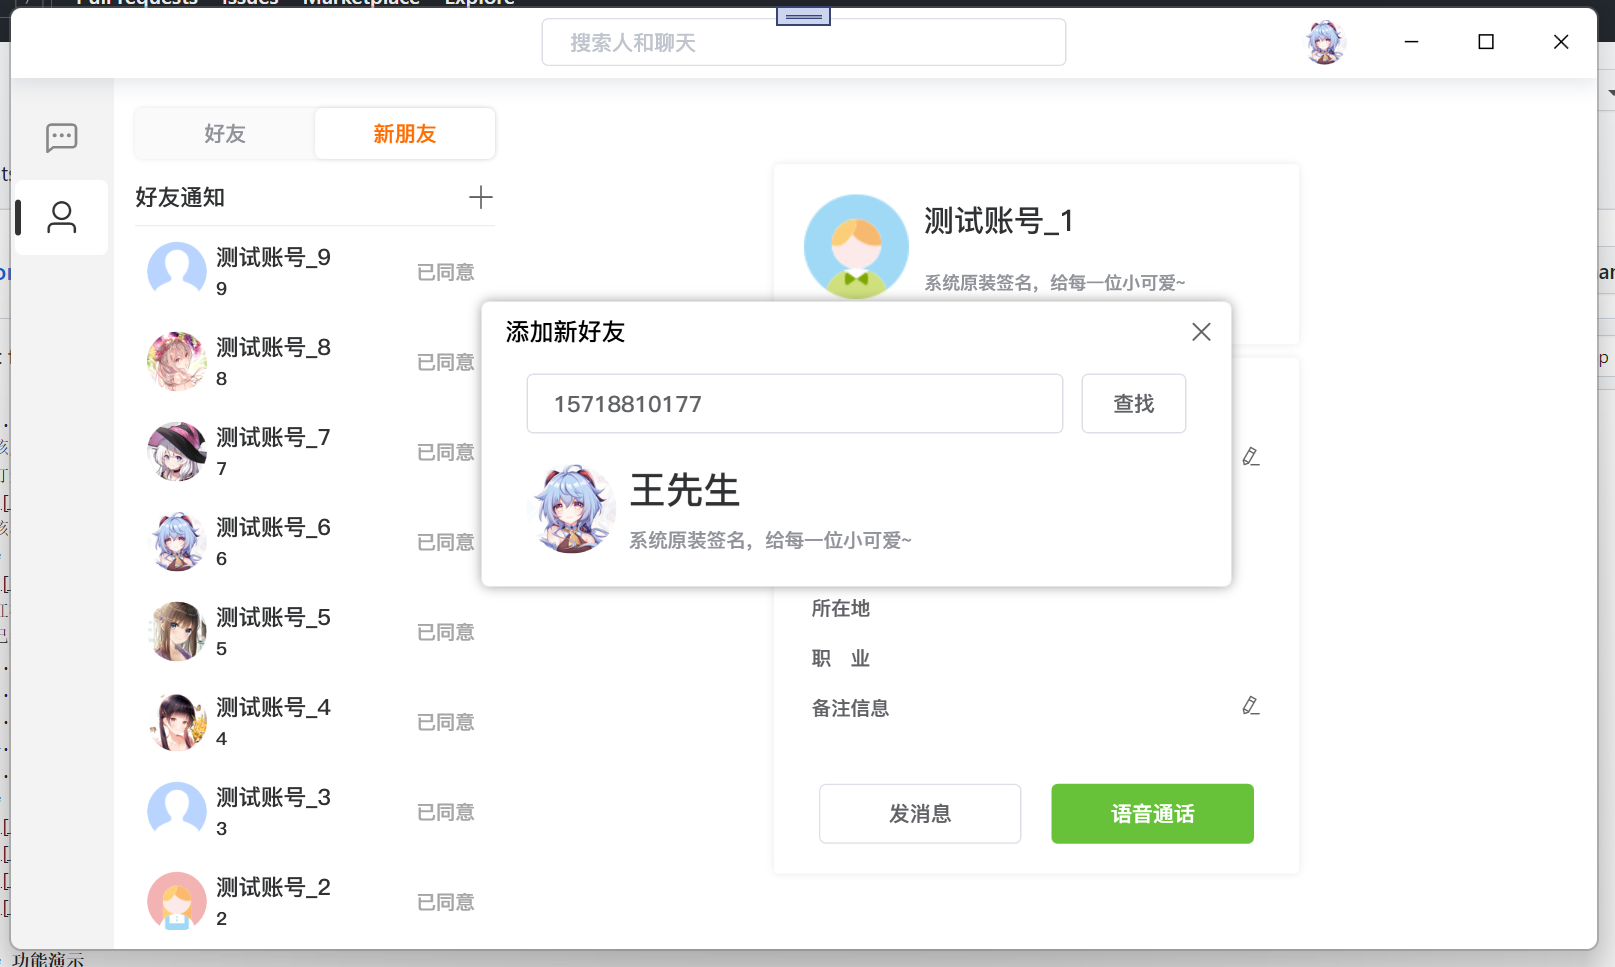 Pull requests Issues Marketplace Explore
搜索人和聊天
好友
新朋友
好友通知
测试账号_9
9
已同意
测试账号_8
8
已同意
测试账号_7
7
已同意
测试账号_6
6
已同意
测试账号_5
5
已同意
测试账号_4
4
已同意
测试账号_3
3
已同意
测试账号_2
2
已同意
测试账号_1
系统原装签名，给每一位小可爱~
添加新好友
15718810177
查找
王先生
系统原装签名，给每一位小可爱~
所在地
职 业
备注信息
发消息
语音通话
功能演示